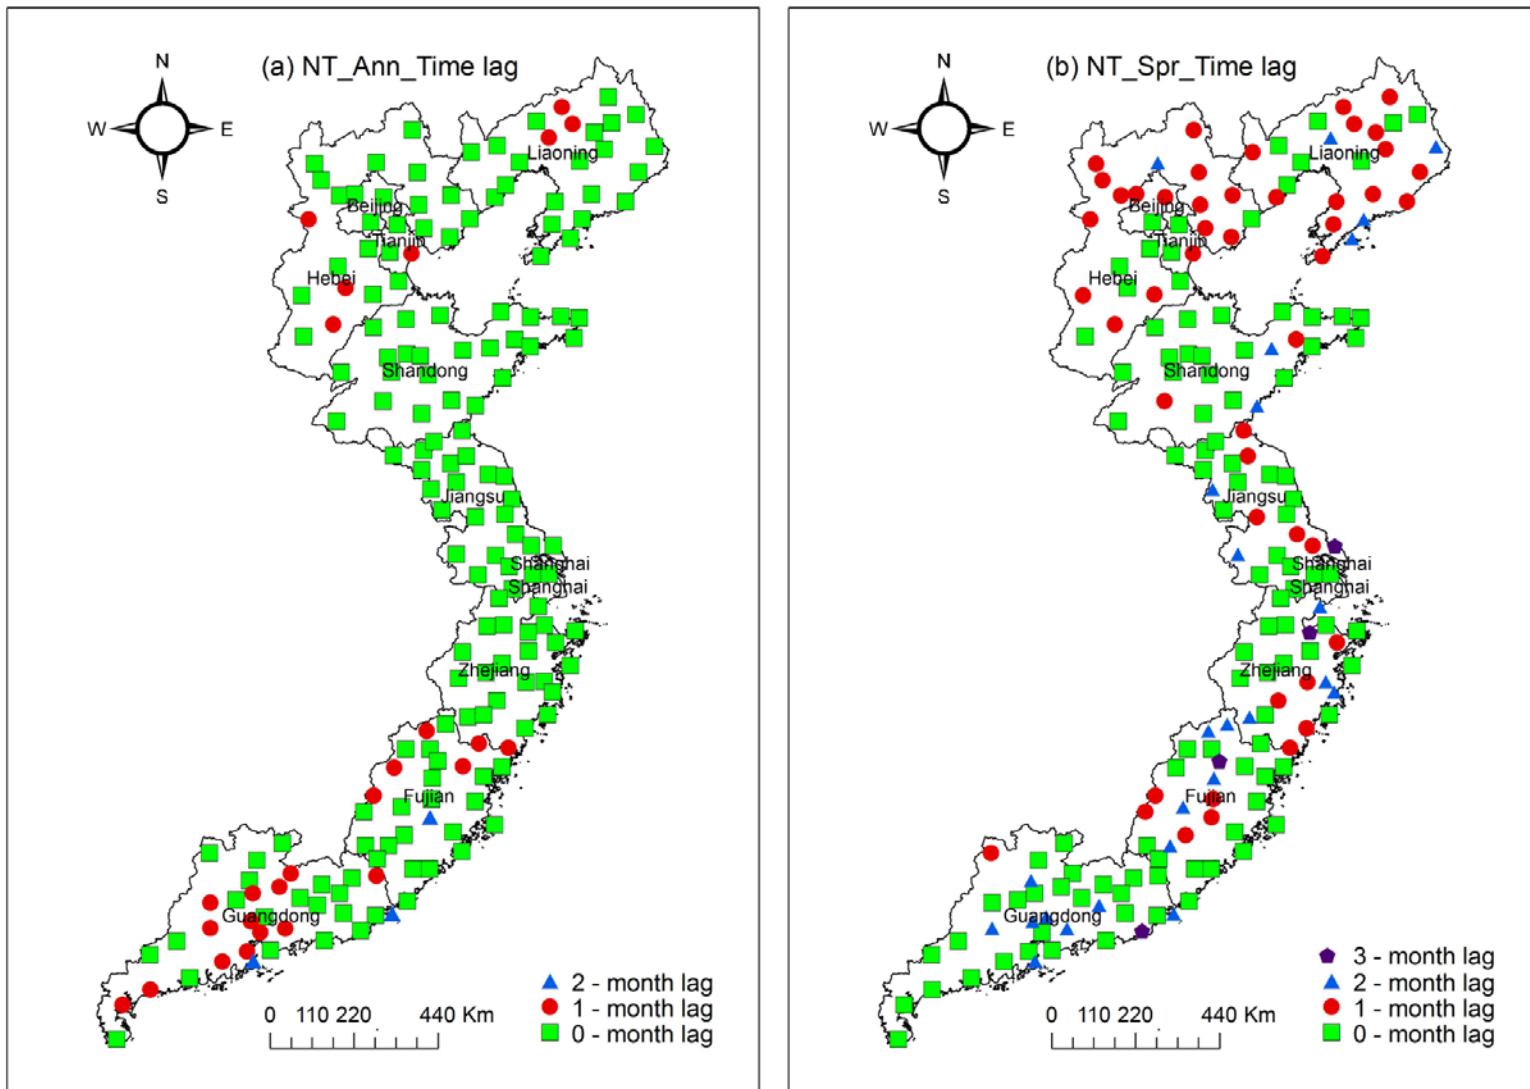 (a) NT_Ann_Time lag
N
W E
S
Liaoning
Beijing
Tianjin
Hebei
Shandong
Jiangsu
Shanghai
Shanghai
Zhejiang
Fujian
Guangdong
2 - month lag
1 - month lag
0 - month lag
0 110 220 440 Km
(b) NT_Spr_Time lag
N
W E
S
Liaoning
Beijing
Tianjin
Hebei
Shandong
Jiangsu
Shanghai
Shanghai
Zhejiang
Fujian
Guangdong
3 - month lag
2 - month lag
1 - month lag
0 - month lag
0 110 220 440 Km